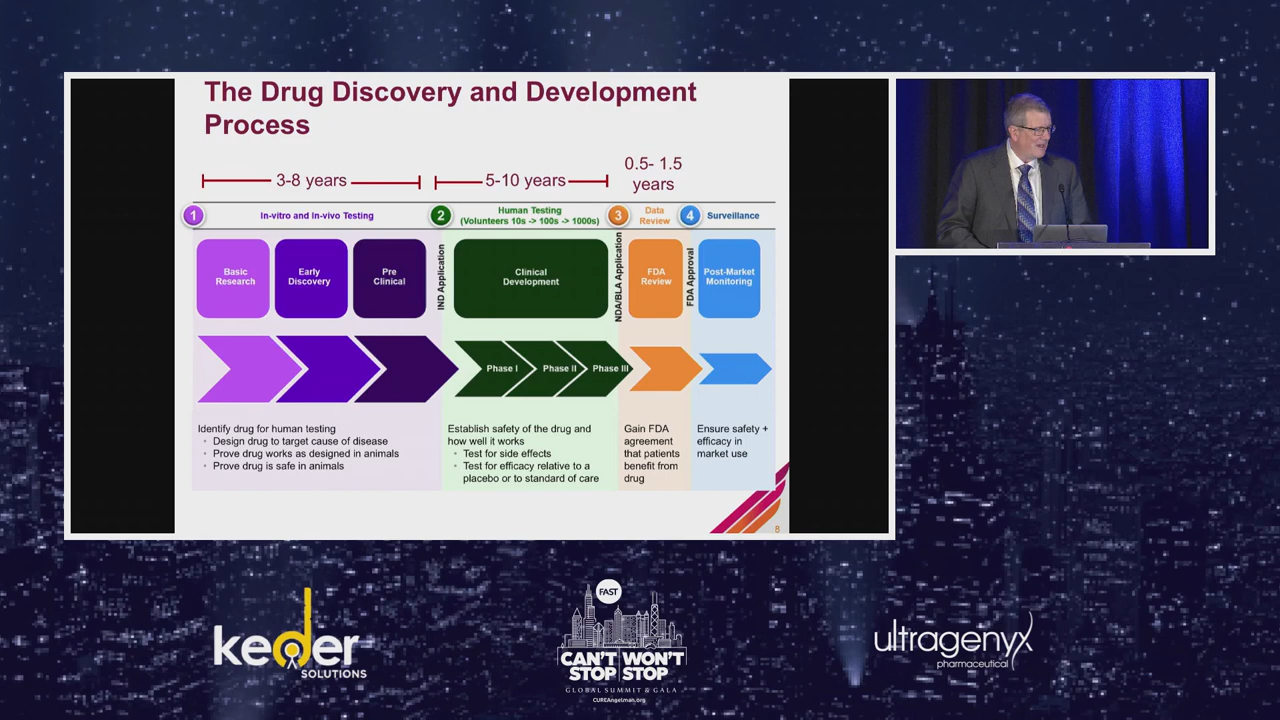 The Drug Discovery and Development
Process
3-8 years
5-10 years
0.5- 1.5
years
1
In-vitro and In-vivo Testing
2
Human Testing
(Volunteers 10s -> 100s -> 1000s)
3
Data
Review
4
Surveillance
Basic
Research
Early
Discovery
Pre
Clinical
IND Application
Clinical
Development
NDA/BLA Application
FDA
Review
FDA Approval
Post-Market
Monitoring
Phase I
Phase II
Phase III
Identify drug for human testing
• Design drug to target cause of disease
• Prove drug works as designed in animals
• Prove drug is safe in animals
Establish safety of the drug and
how well it works
• Test for side effects
• Test for efficacy relative to a
placebo or to standard of care
Gain FDA
agreement
that patients
benefit from
drug
Ensure safety +
efficacy in
market use
8
keder
SOLUTIONS
FAST
CAN'T WON'T
STOP STOP
GLOBAL SUMMIT & GALA
CUREAngelman.org
ultragenyx
pharmaceutical